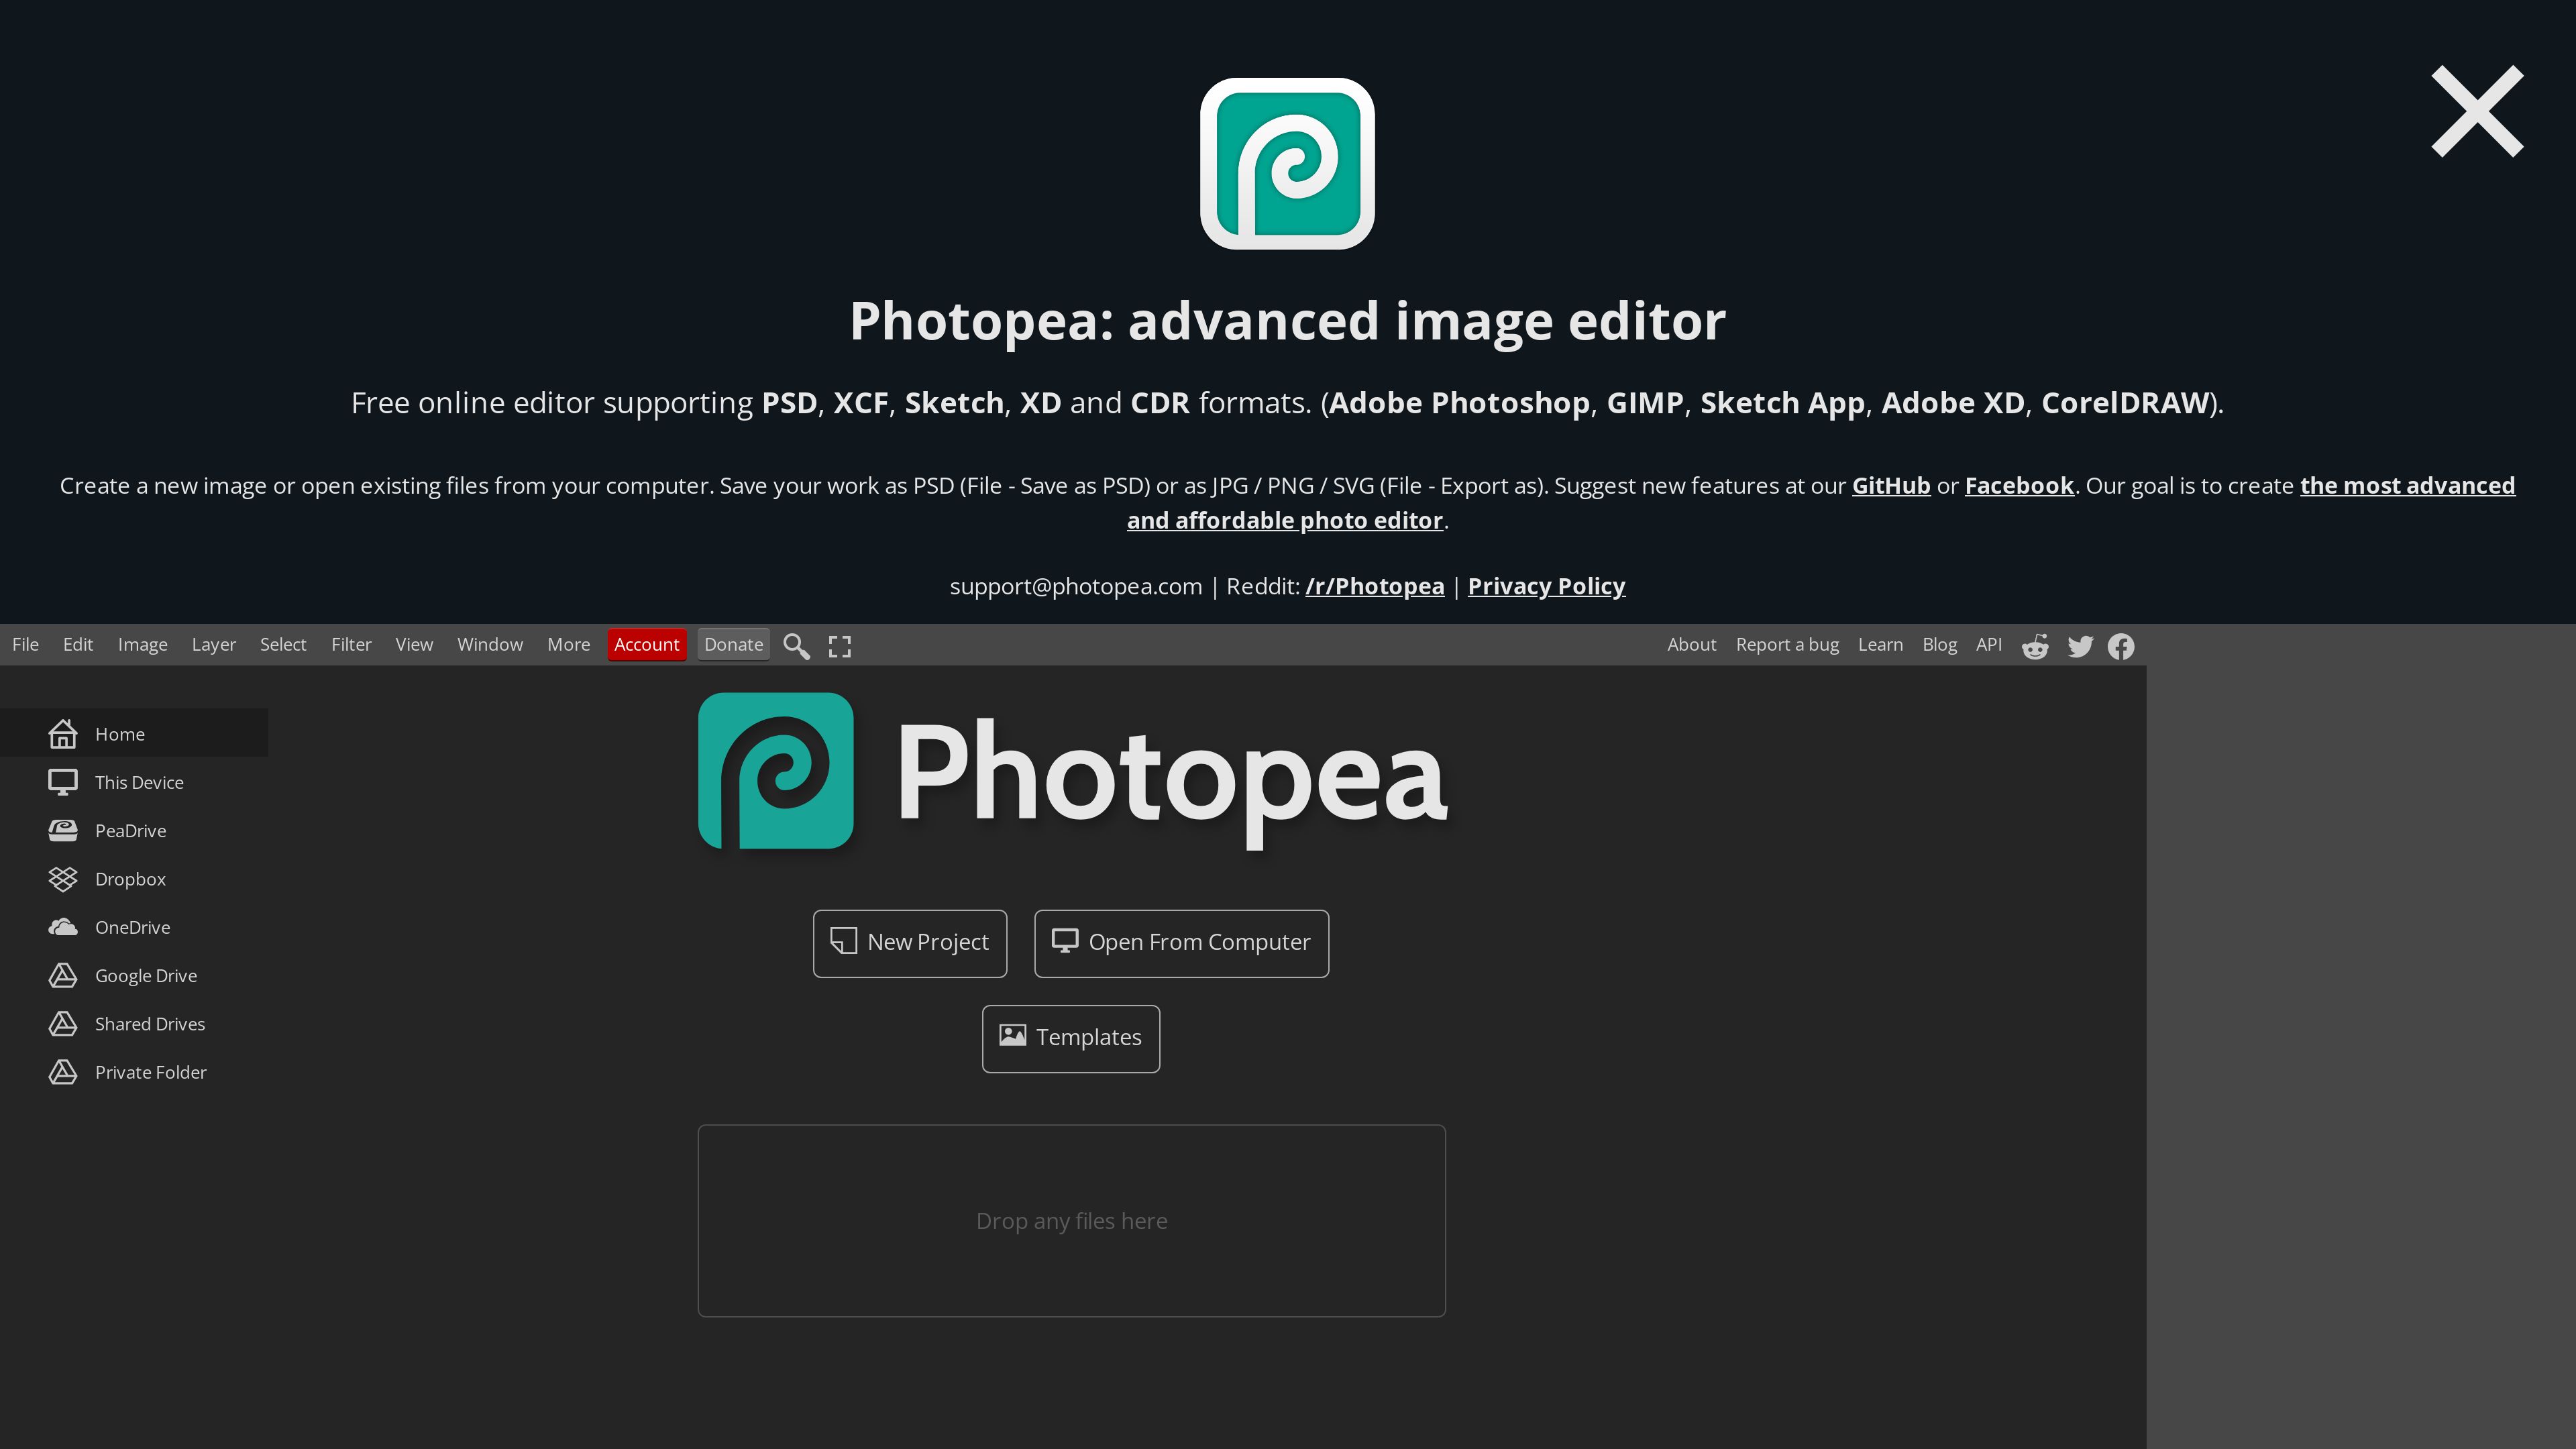 Photopea: advanced image editor
Free online editor supporting PSD, XCF, Sketch, XD and CDR formats. (Adobe Photoshop, GIMP, Sketch App, Adobe XD, CorelDRAW).
Create a new image or open existing files from your computer. Save your work as PSD (File - Save as PSD) or as JPG / PNG / SVG (File - Export as). Suggest new features at our GitHub or Facebook. Our goal is to create the most advanced
and affordable photo editor.
support@photopea.com | Reddit: /r/Photopea | Privacy Policy
File Edit Image Layer Select Filter View Window More Account Donate About Report a bug Learn Blog API
Home
This Device
PeaDrive
Dropbox
OneDrive
Google Drive
Shared Drives
Private Folder
Photopea
New Project Open From Computer
Templates
Drop any files here